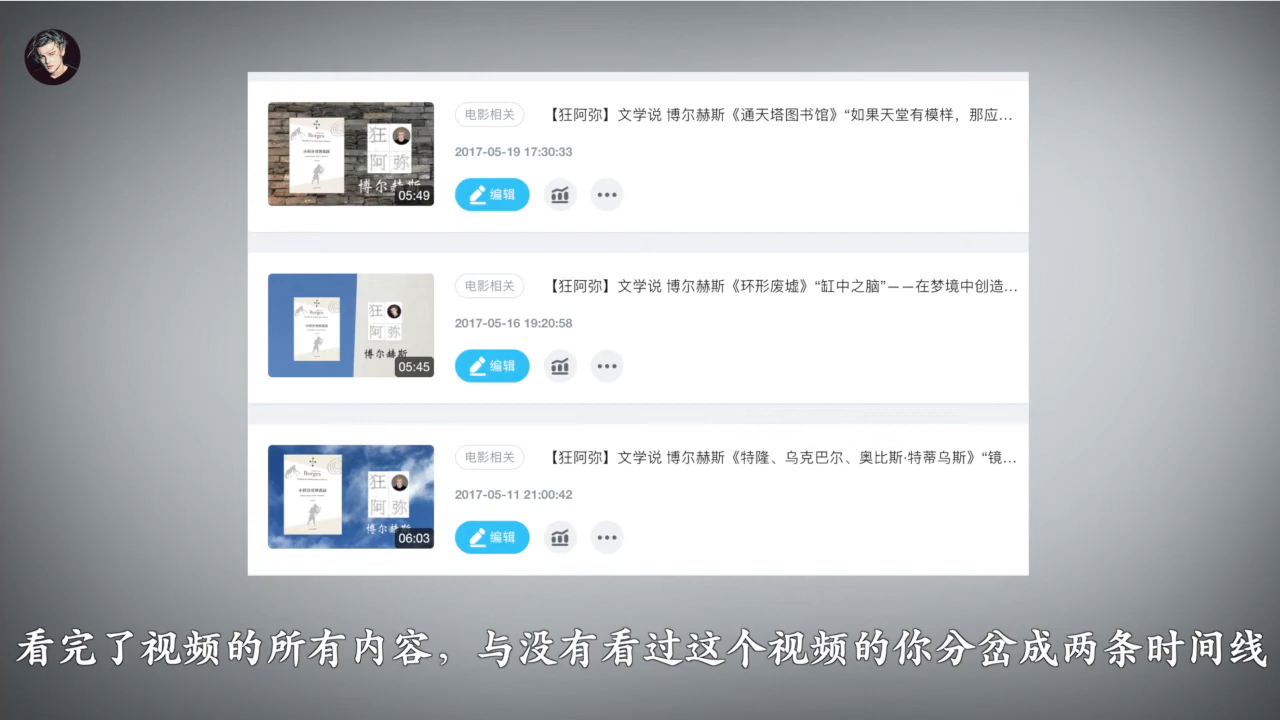 电影相关
【狂阿弥】文学说 博尔赫斯《通天塔图书馆》“如果天堂有模样，那应…
2017-05-19 17:30:33
编辑
狂
阿弥
博尔赫斯
05:49
电影相关
【狂阿弥】文学说 博尔赫斯《环形废墟》“缸中之脑”——在梦境中创造…
2017-05-16 19:20:58
编辑
Borges
狂
阿弥
博尔赫斯
05:45
电影相关
【狂阿弥】文学说 博尔赫斯《特隆、乌克巴尔、奥比斯·特蒂乌斯》“镜…
2017-05-11 21:00:42
编辑
Borges
狂
阿弥
博尔赫斯
06:03
看完了视频的所有内容，与没有看过这个视频的你分岔成两条时间线